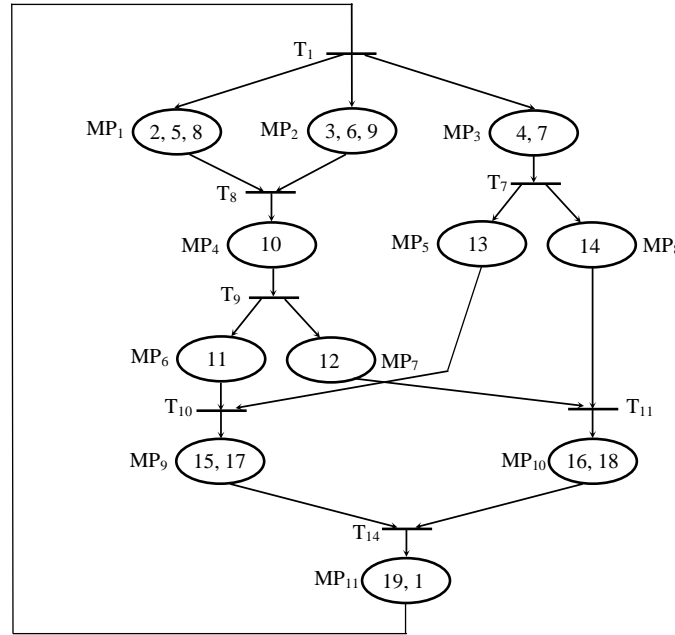 T₁
MP₁ 2, 5, 8 MP₂ 3, 6, 9 MP₃ 4, 7
T₈ T₇
MP₄ 10 MP₅ 13 14 MP₈
T₉
MP₆ 11 12 MP₇
T₁₀ T₁₁
MP₉ 15, 17 MP₁₀ 16, 18
T₁₄
MP₁₁ 19, 1